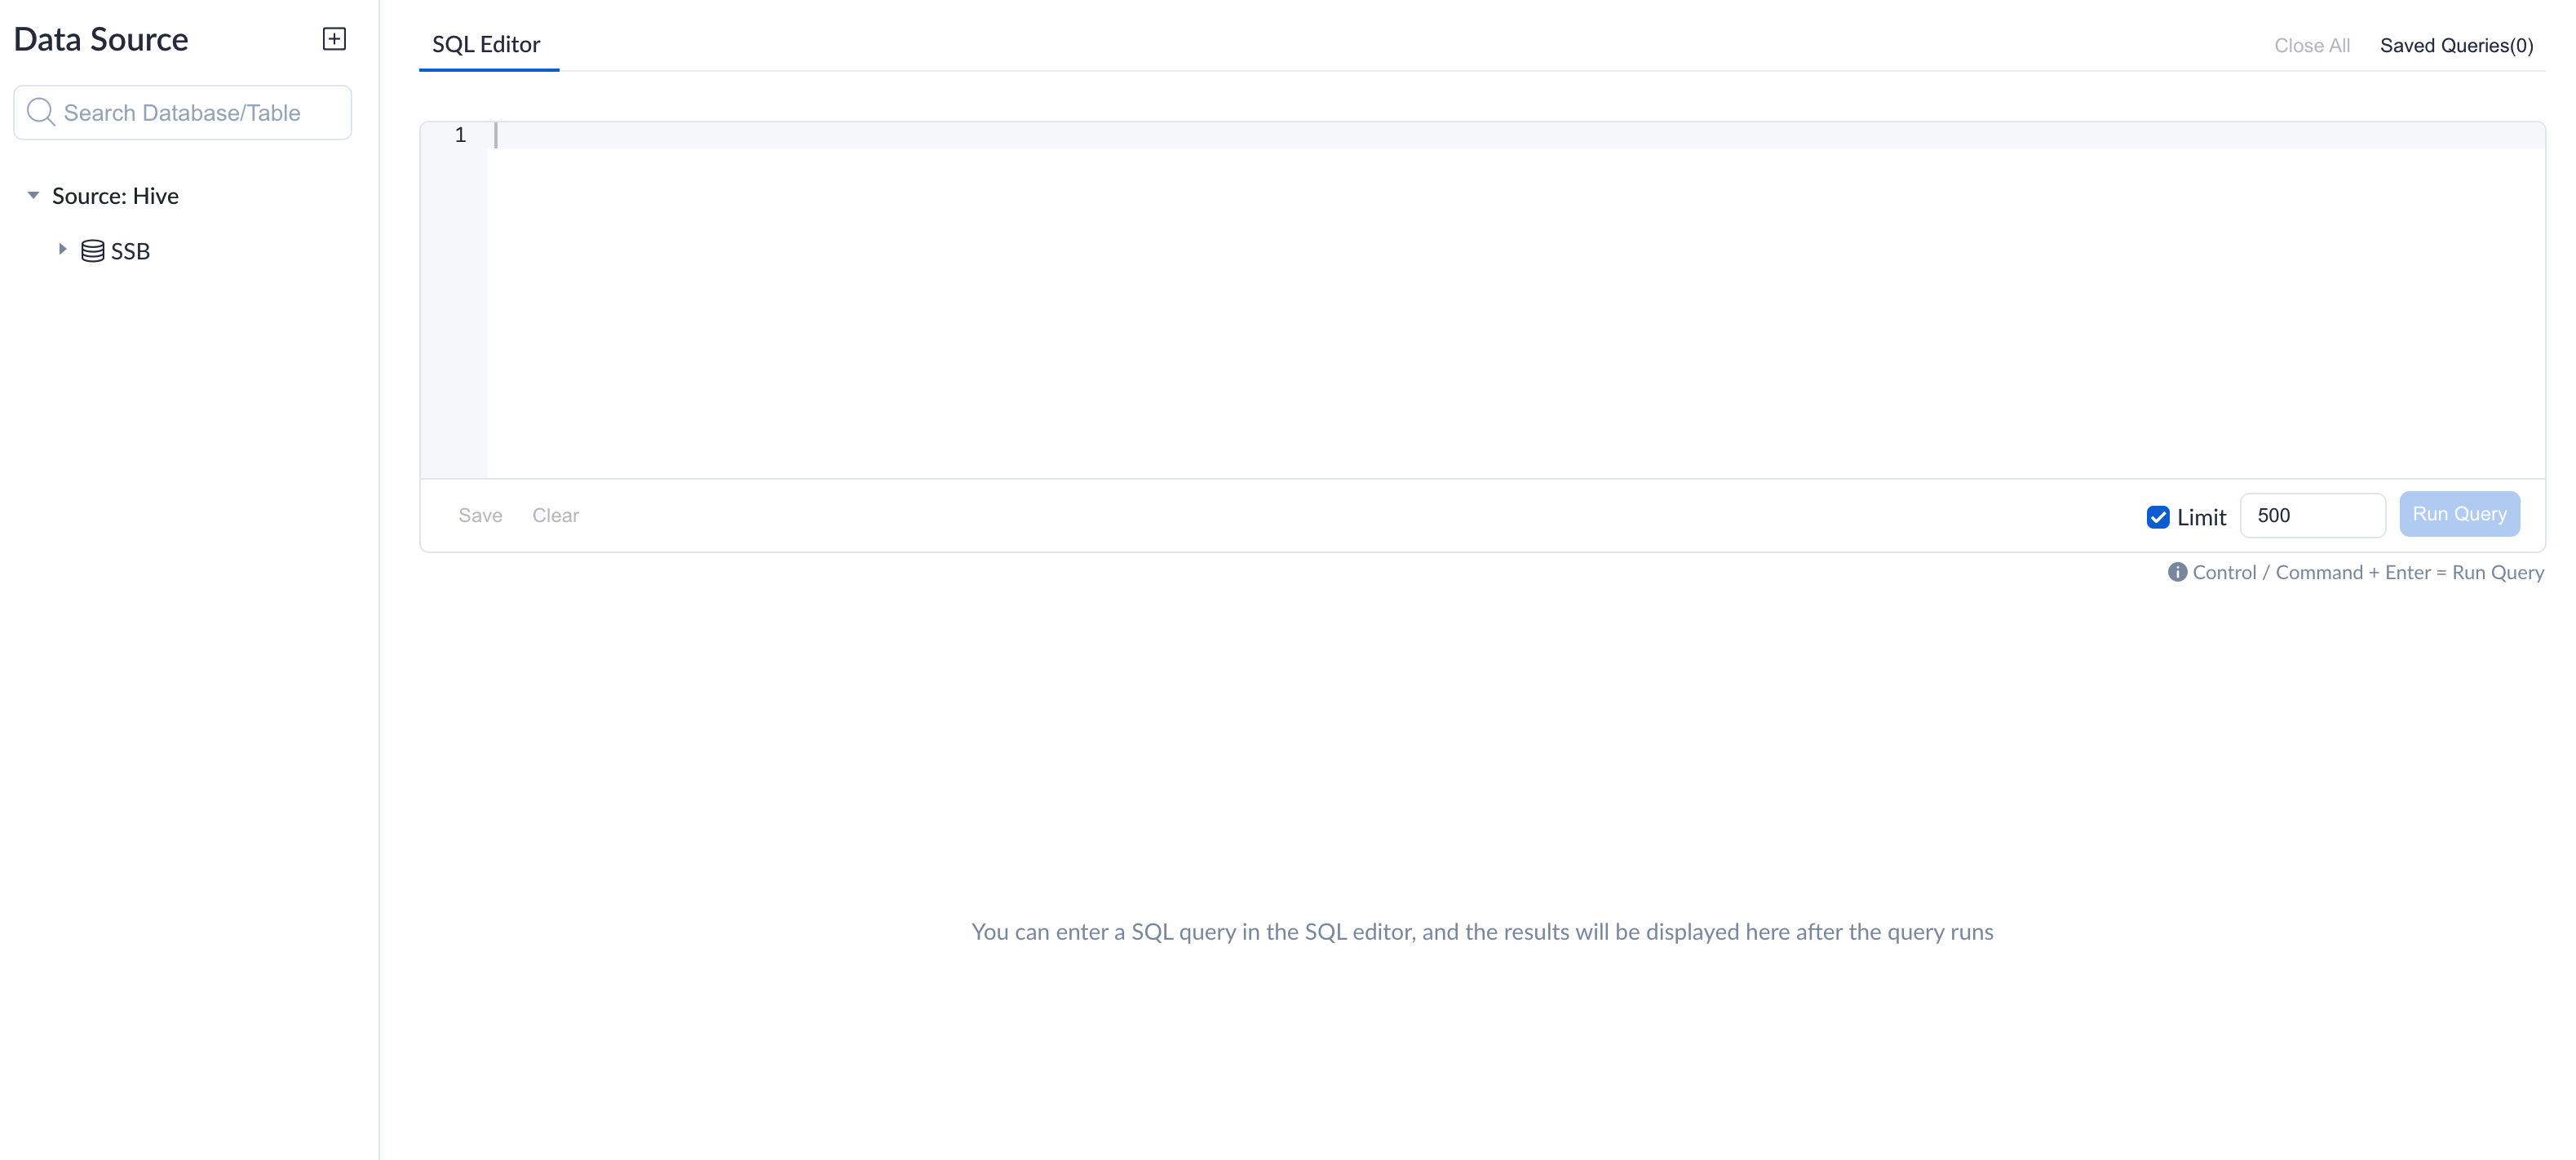 Data Source
Search Database/Table
Source: Hive
SSB
SQL Editor
Close All
Saved Queries(0)
1
Save
Clear
Limit
500
Run Query
Control / Command + Enter = Run Query
You can enter a SQL query in the SQL editor, and the results will be displayed here after the query runs